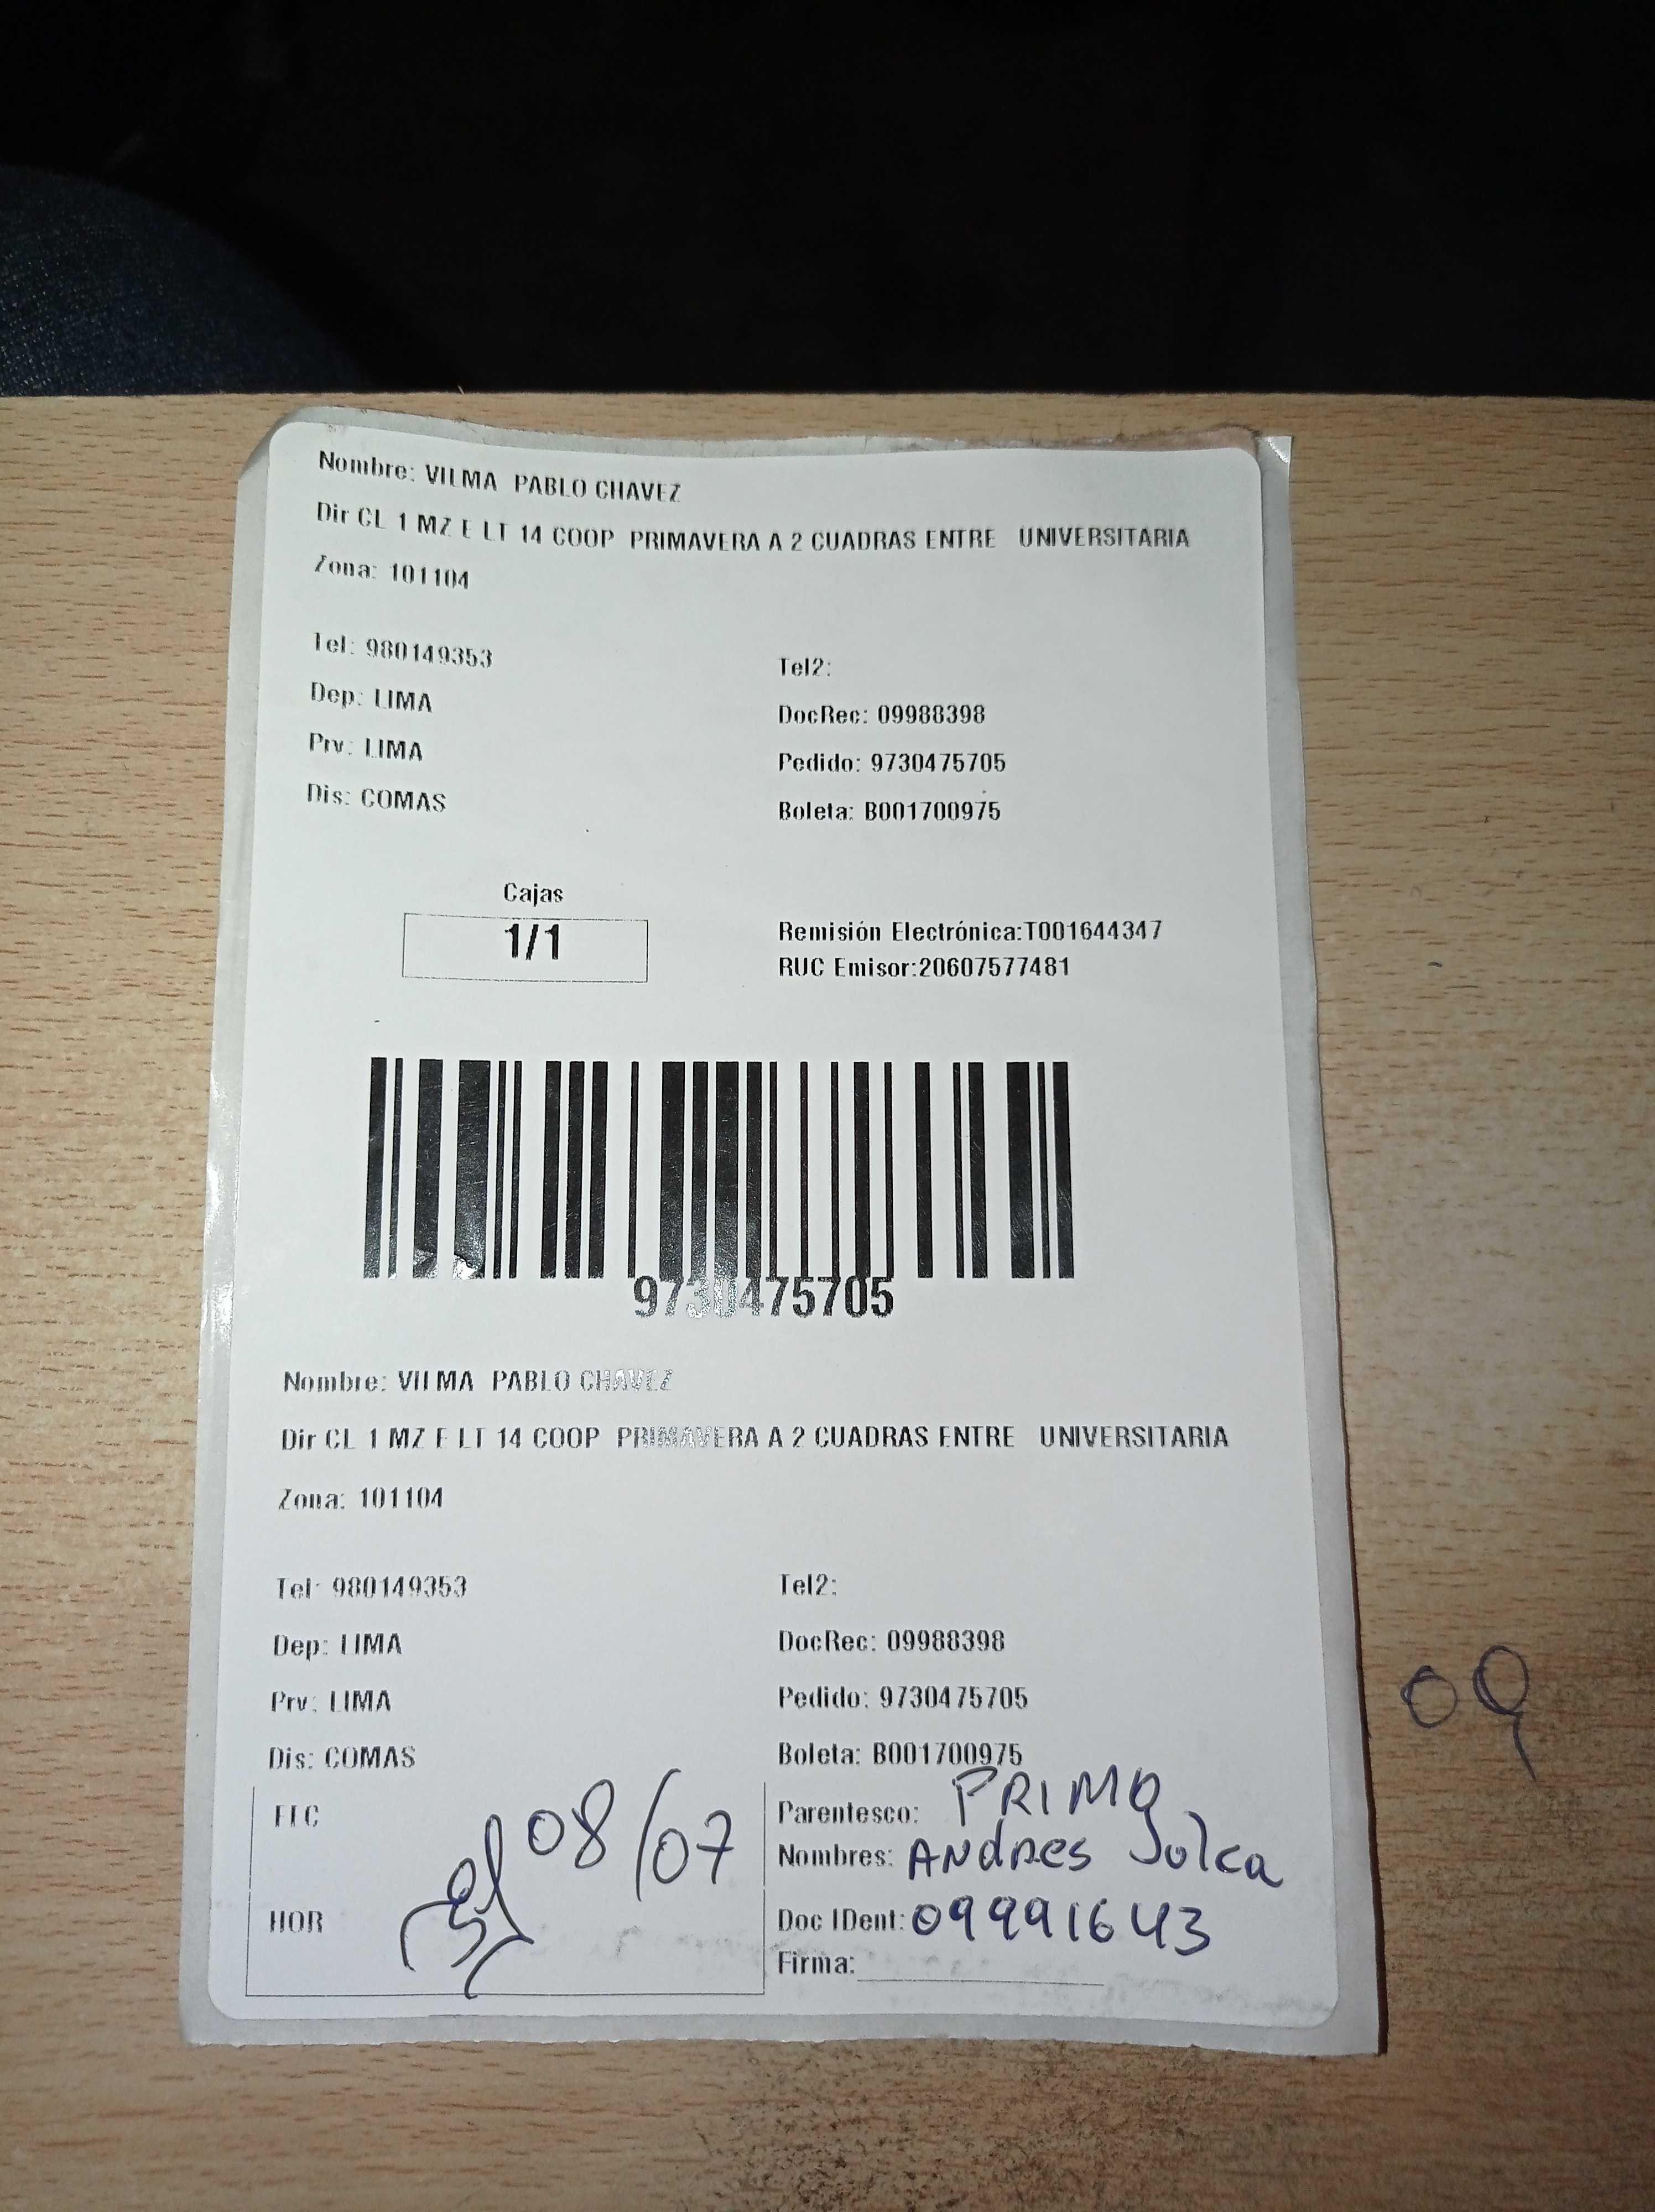 Nombre: VILMA PABLO CHAVEZ
Dir CL 1 MZ E LT 14 COOP PRIMAVERA A 2 CUADRAS ENTRE UNIVERSITARIA
Zona: 101104
Tel: 980149353 Tel2:
Dep: LIMA DocRec: 09988398
Prv: LIMA Pedido: 9730475705
Dis: COMAS Boleta: B001700975
Cajas
1/1
Remisión Electrónica:T001644347
RUC Emisor:20607577481
9730475705
Nombre: VILMA PABLO CHAVEZ
Dir CL 1 MZ E LT 14 COOP PRIMAVERA A 2 CUADRAS ENTRE UNIVERSITARIA
Zona: 101104
Tel: 980149353 Tel2:
Dep: LIMA DocRec: 09988398
Prv: LIMA Pedido: 9730475705
Dis: COMAS Boleta: B001700975
FEC 08/07 Parentesco: PRIMO
Nombres: ANdRes Julca
HOR Doc IDent: 09991643
Firma:
09